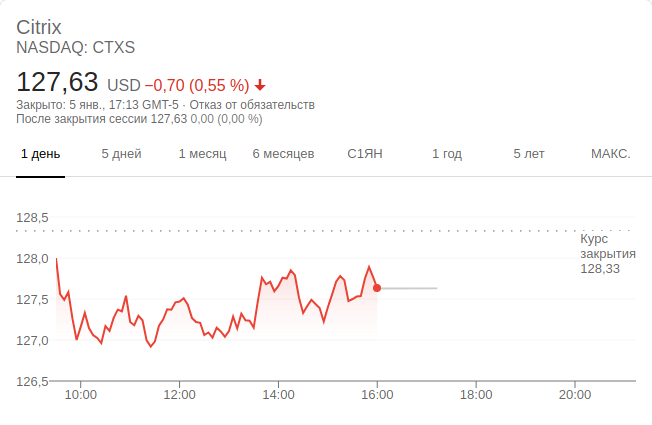 Citrix
NASDAQ: CTXS
127,63 USD −0,70 (0,55 %)
Закрыто: 5 янв., 17:13 GMT-5 · Отказ от обязательств
После закрытия сессии 127,63 0,00 (0,00 %)
1 день 5 дней 1 месяц 6 месяцев С1ЯН 1 год 5 лет МАКС.
128,5
Курс
закрытия
128,33
128,0
127,5
127,0
126,5
10:00 12:00 14:00 16:00 18:00 20:00